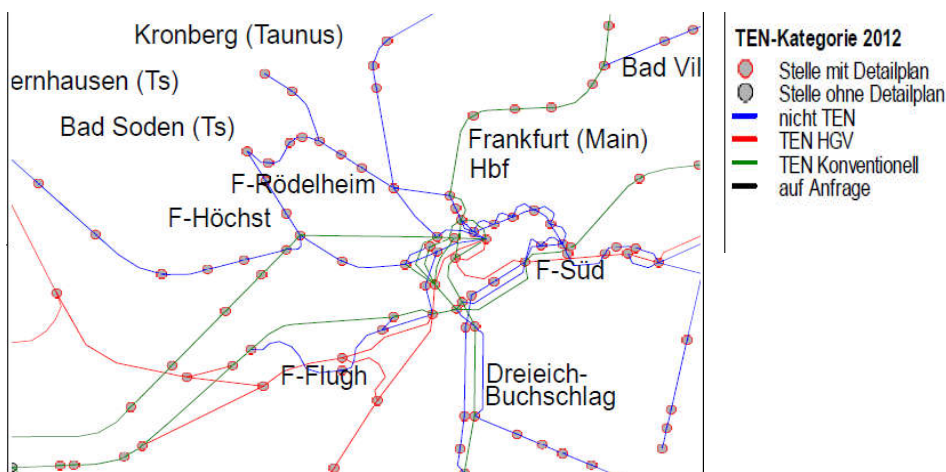 Kronberg (Taunus)
ernhausen (Ts)
Bad Vil
Bad Soden (Ts)
Frankfurt (Main)
Hbf
F-Rödelheim
F-Höchst
F-Süd
F-Flugh
Dreieich-
Buchschlag
TEN-Kategorie 2012
Stelle mit Detailplan
Stelle ohne Detailplan
nicht TEN
TEN HGV
TEN Konventionell
auf Anfrage